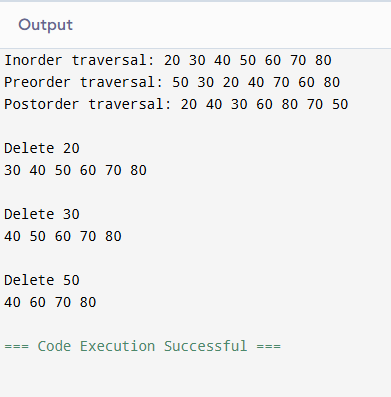 Output
Inorder traversal: 20 30 40 50 60 70 80
Preorder traversal: 50 30 20 40 70 60 80
Postorder traversal: 20 40 30 60 80 70 50
Delete 20
30 40 50 60 70 80
Delete 30
40 50 60 70 80
Delete 50
40 60 70 80
=== Code Execution Successful ===